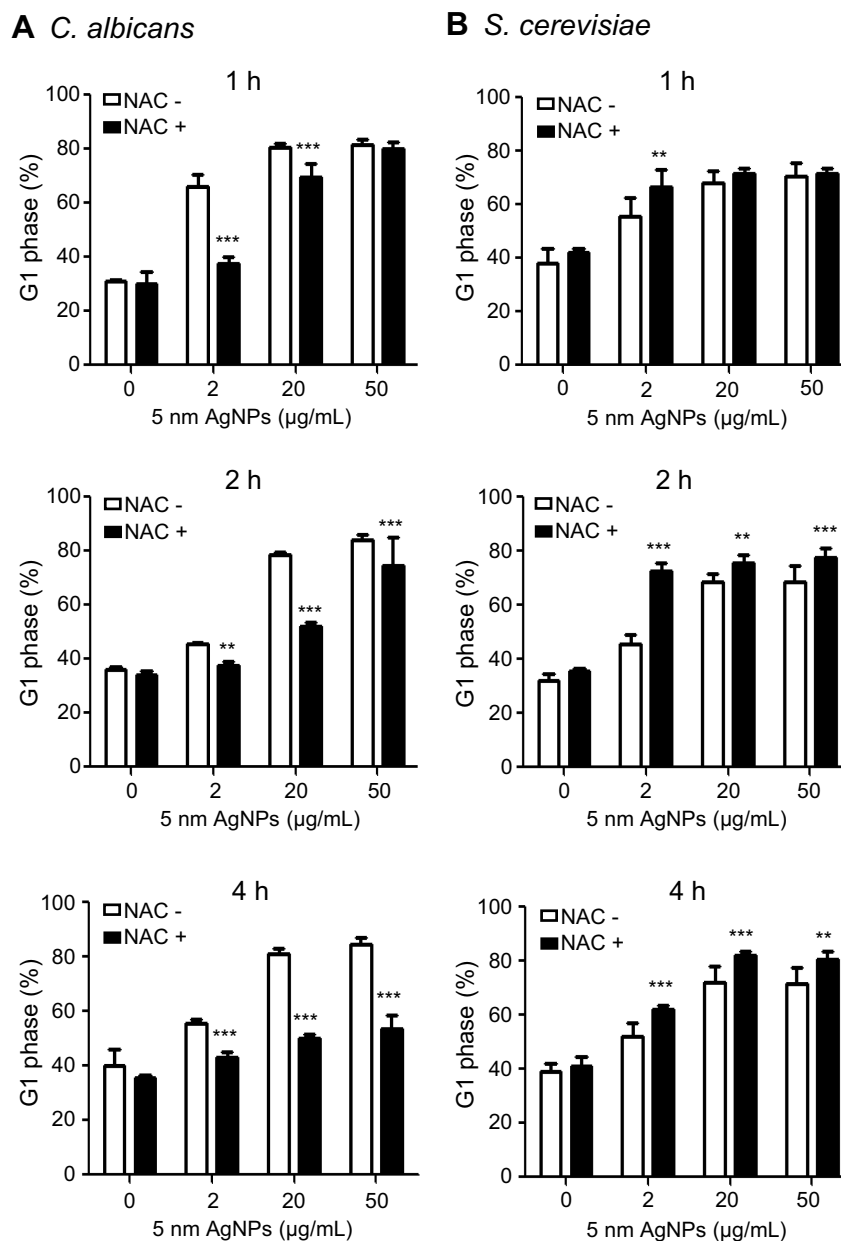 A C. albicans
1 h
NAC -
NAC +
***
***
G1 phase (%)
100
80
60
40
20
0
0 2 20 50
5 nm AgNPs (µg/mL)
2 h
NAC -
NAC +
**
***
***
G1 phase (%)
100
80
60
40
20
0
0 2 20 50
5 nm AgNPs (µg/mL)
4 h
NAC -
NAC +
***
***
***
G1 phase (%)
100
80
60
40
20
0
0 2 20 50
5 nm AgNPs (µg/mL)
B S. cerevisiae
1 h
NAC -
NAC +
**
G1 phase (%)
100
80
60
40
20
0
0 2 20 50
5 nm AgNPs (µg/mL)
2 h
NAC -
NAC +
***
**
***
G1 phase (%)
100
80
60
40
20
0
0 2 20 50
5 nm AgNPs (µg/mL)
4 h
NAC -
NAC +
***
***
**
G1 phase (%)
100
80
60
40
20
0
0 2 20 50
5 nm AgNPs (µg/mL)